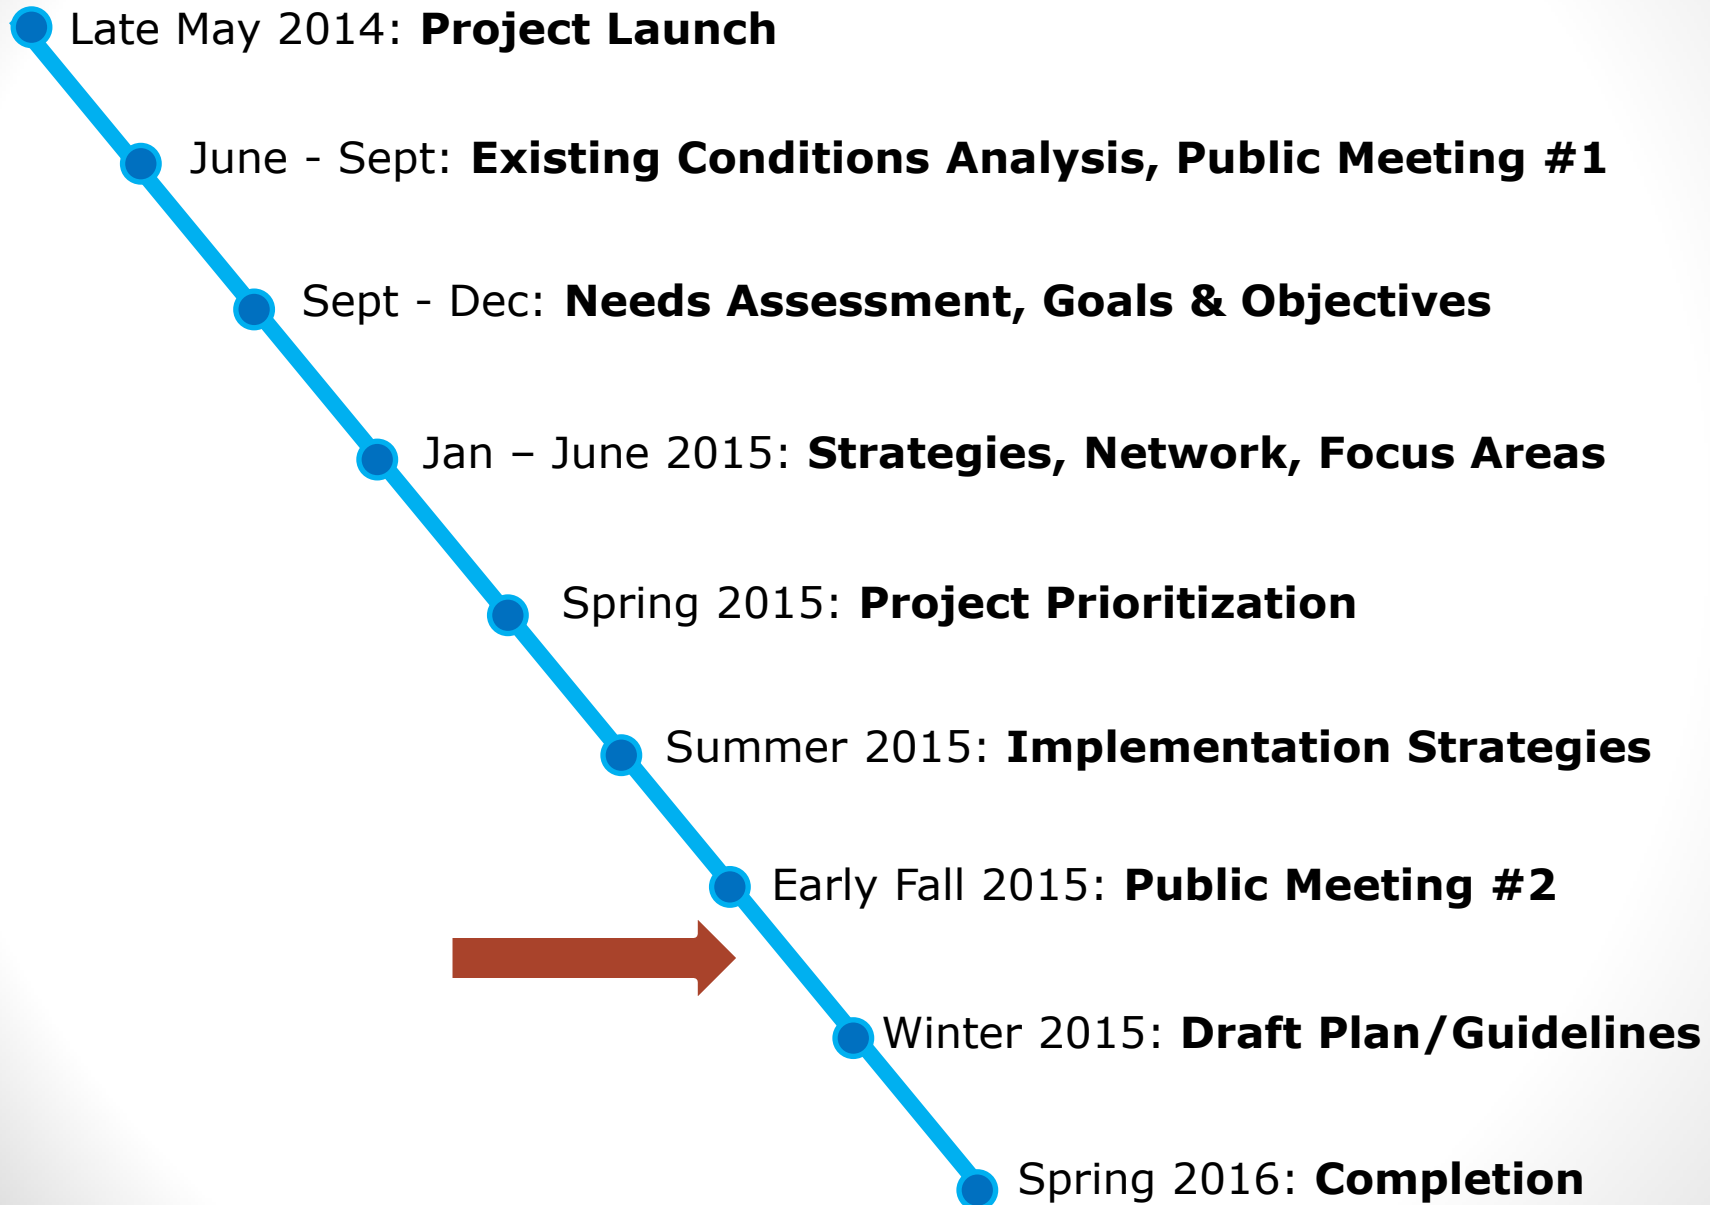 Late May 2014: Project Launch
June - Sept: Existing Conditions Analysis, Public Meeting #1
Sept - Dec: Needs Assessment, Goals & Objectives
Jan – June 2015: Strategies, Network, Focus Areas
Spring 2015: Project Prioritization
Summer 2015: Implementation Strategies
Early Fall 2015: Public Meeting #2
Winter 2015: Draft Plan/Guidelines
Spring 2016: Completion